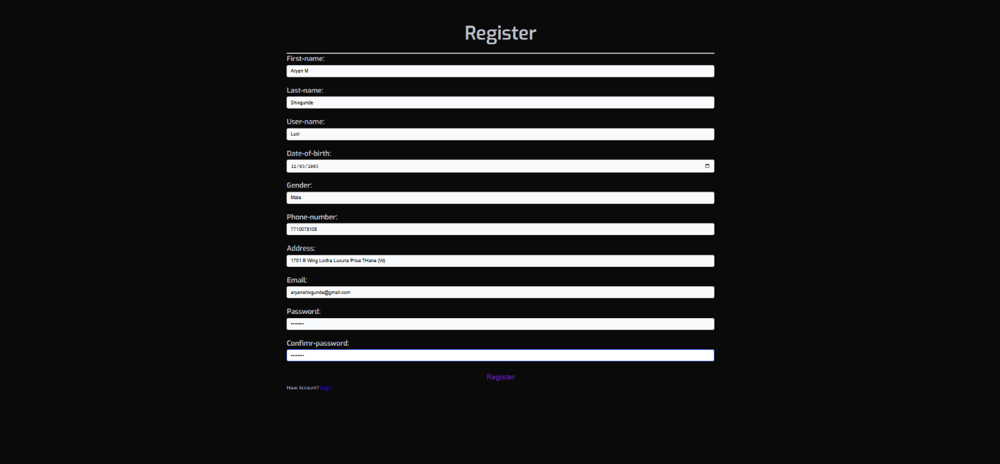 Register
First-name:
Aryan M
Last-name:
Shivgunde
User-name:
Luci
Date-of-birth:
11/03/2003
Gender:
Male
Phone-number:
7710078108
Address:
1701 B Wing Lodha Luxuria Priva THane (W)
Email:
aryanshivgunde@gmail.com
Password:
••••••••
Confimr-password:
••••••••
Register
Have Account? Login